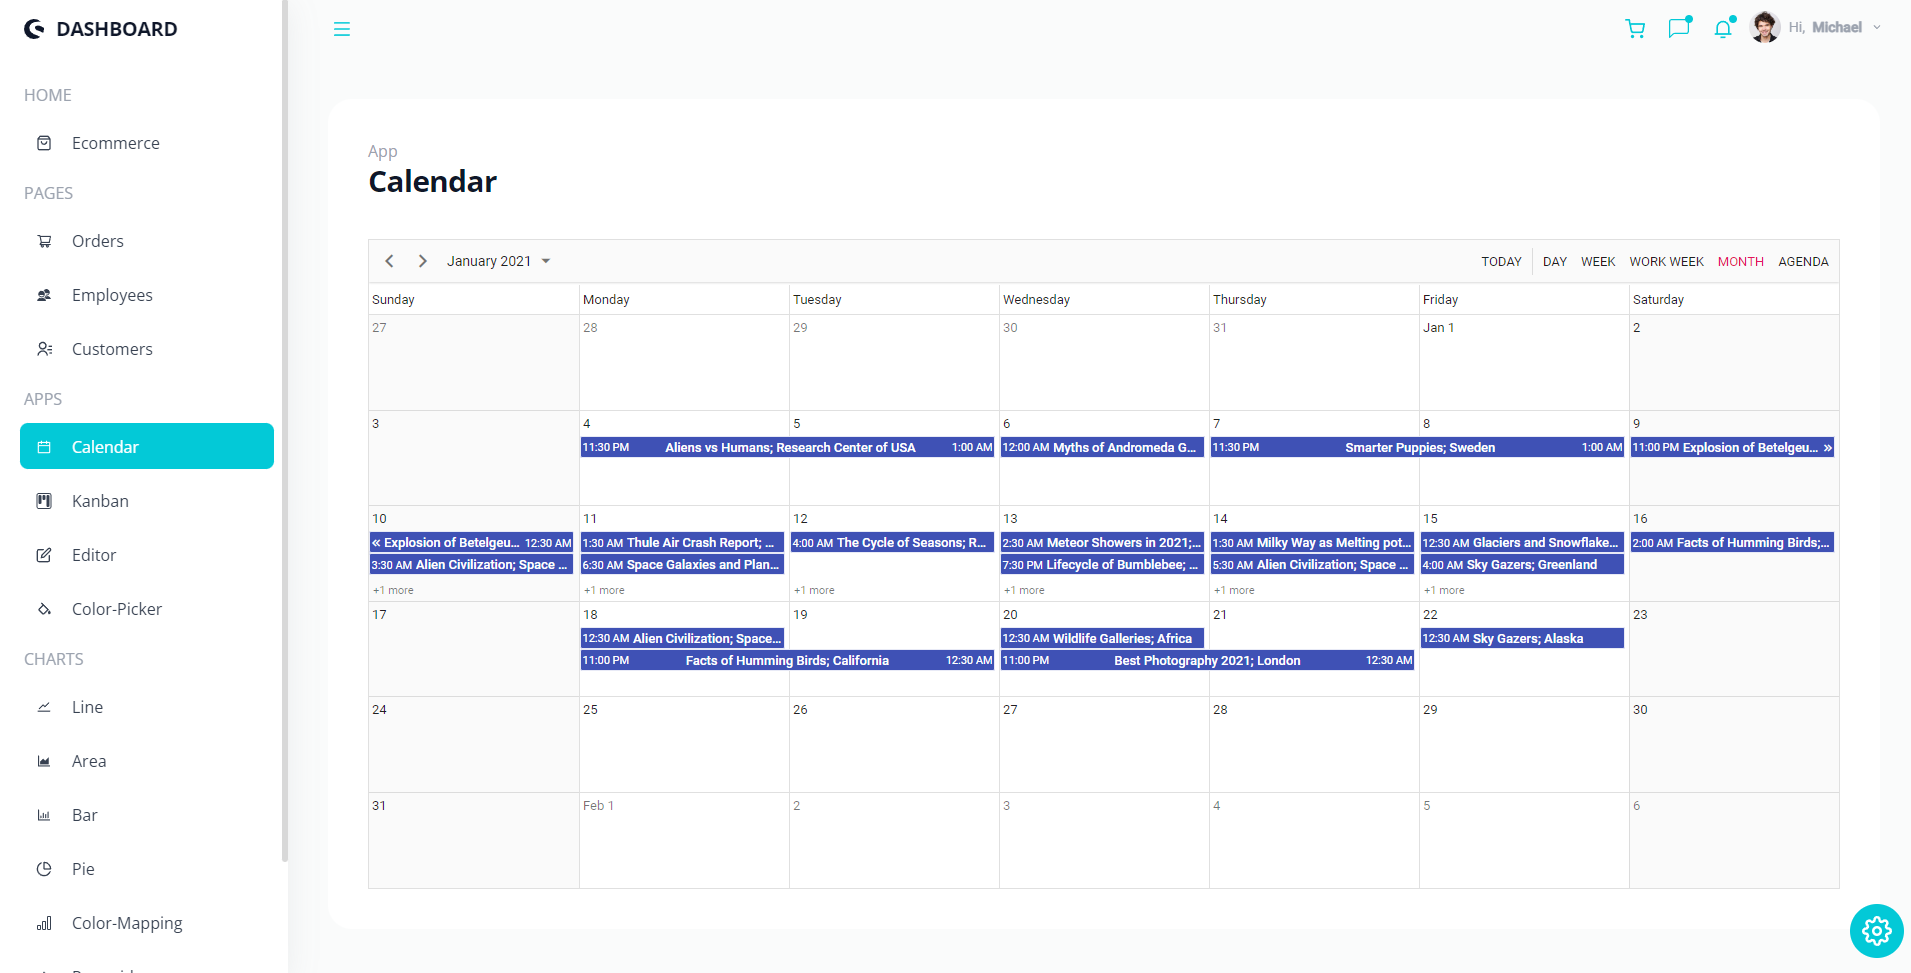 DASHBOARD
Hi, Michael
HOME
Ecommerce
PAGES
Orders
Employees
Customers
APPS
Calendar
Kanban
Editor
Color-Picker
CHARTS
Line
Area
Bar
Pie
Color-Mapping
App
Calendar
January 2021 TODAY DAY WEEK WORK WEEK MONTH AGENDA
Sunday Monday Tuesday Wednesday Thursday Friday Saturday
27 28 29 30 31 Jan 1 2
3 4 5 6 7 8 9
11:30 PM Aliens vs Humans; Research Center of USA 1:00 AM 12:00 AM Myths of Andromeda G... 11:30 PM Smarter Puppies; Sweden 1:00 AM 11:00 PM Explosion of Betelgeu... »
10 11 12 13 14 15 16
« Explosion of Betelgeu... 12:30 AM 1:30 AM Thule Air Crash Report; ... 4:00 AM The Cycle of Seasons; R... 2:30 AM Meteor Showers in 2021;... 1:30 AM Milky Way as Melting pot... 12:30 AM Glaciers and Snowflake... 2:00 AM Facts of Humming Birds;...
3:30 AM Alien Civilization; Space ... 6:30 AM Space Galaxies and Plan... 7:30 PM Lifecycle of Bumblebee; ... 5:30 AM Alien Civilization; Space ... 4:00 AM Sky Gazers; Greenland
+1 more +1 more +1 more +1 more +1 more +1 more
17 18 19 20 21 22 23
12:30 AM Alien Civilization; Space... 12:30 AM Wildlife Galleries; Africa 12:30 AM Sky Gazers; Alaska
11:00 PM Facts of Humming Birds; California 12:30 AM 11:00 PM Best Photography 2021; London 12:30 AM
24 25 26 27 28 29 30
31 Feb 1 2 3 4 5 6